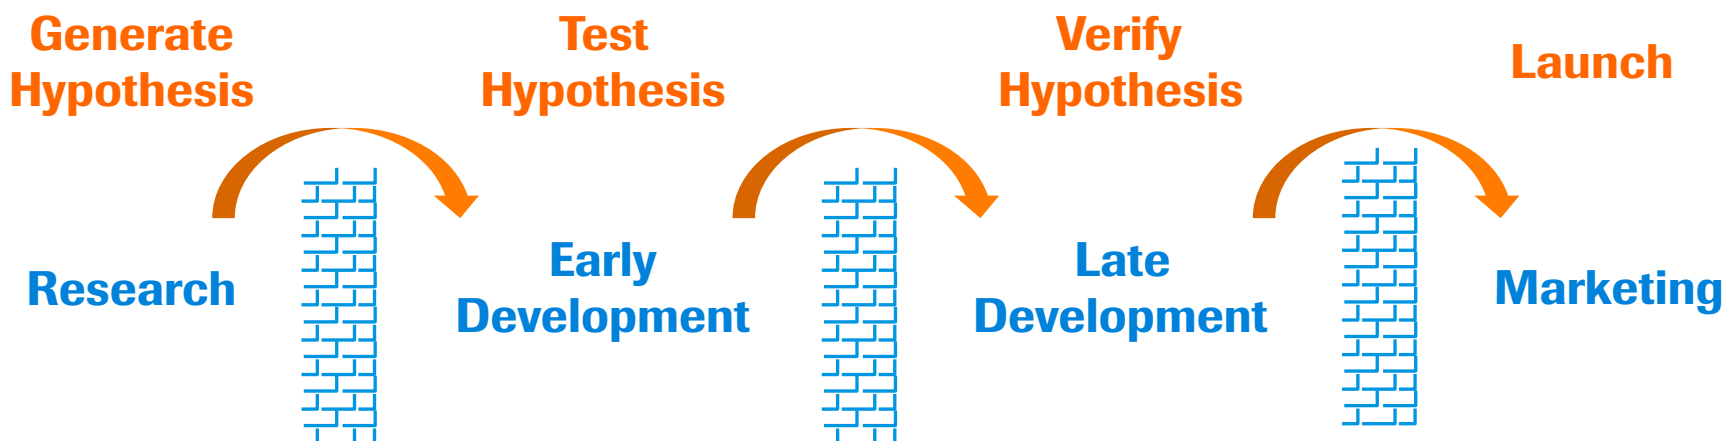 Generate
Hypothesis
Test
Hypothesis
Verify
Hypothesis
Launch
Research
Early
Development
Late
Development
Marketing